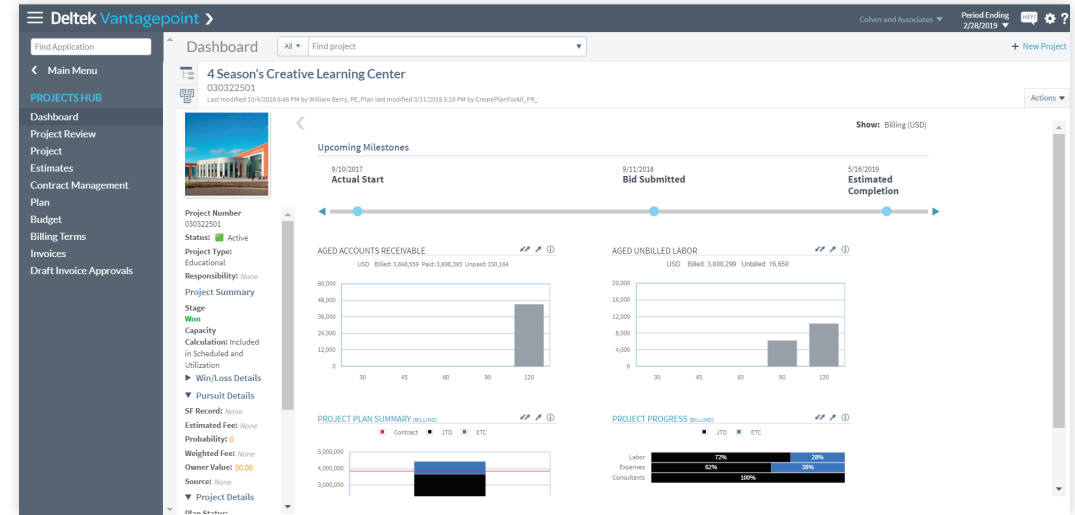 Deltek Vantagepoint
Cohen and Associates
Period Ending
2/28/2019
HEY!
?
Find Application
Dashboard
All
Find project
+ New Project
Main Menu
4 Season's Creative Learning Center
030322501
Last modified 10/4/2018 6:46 PM by William Berry, PE, Plan last modified 3/11/2018 5:10 PM by CreatePlanForAll_PR_
Actions
PROJECTS HUB
Dashboard
Project Review
Project
Estimates
Contract Management
Plan
Budget
Billing Terms
Invoices
Draft Invoice Approvals
Project Number
030322501
Status: Active
Project Type:
Educational
Responsibility: None
Project Summary
Stage
Won
Capacity
Calculation: Included
in Scheduled and
Utilization
Win/Loss Details
Pursuit Details
SF Record: None
Estimated Fee: None
Probability: 0
Weighted Fee: None
Owner Value: $0.00
Source: None
Project Details
Plan Status:
Show: Billing (USD)
Upcoming Milestones
9/10/2017
Actual Start
9/11/2018
Bid Submitted
5/16/2019
Estimated
Completion
AGED ACCOUNTS RECEIVABLE
USD Billed: 3,848,559 Paid: 3,698,395 Unpaid: 150,164
60,000
48,000
36,000
24,000
12,000
0
30 45 60 90 120
AGED UNBILLED LABOR
USD Billed: 3,800,299 Unbilled: 16,650
20,000
16,000
12,000
8,000
4,000
0
30 45 60 90 120
PROJECT PLAN SUMMARY (BILLING)
Contract JTD ETC
5,000,000
4,000,000
3,000,000
PROJECT PROGRESS (BILLING)
JTD ETC
Labor 72% 28%
Expenses 62% 38%
Consultants 100%